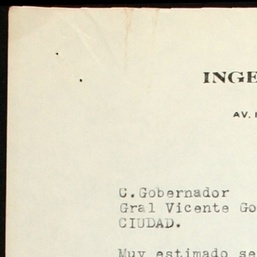 INGE
AV.
C.Gobernador
Gral Vicente Go
CIUDAD.
Muy estimado se